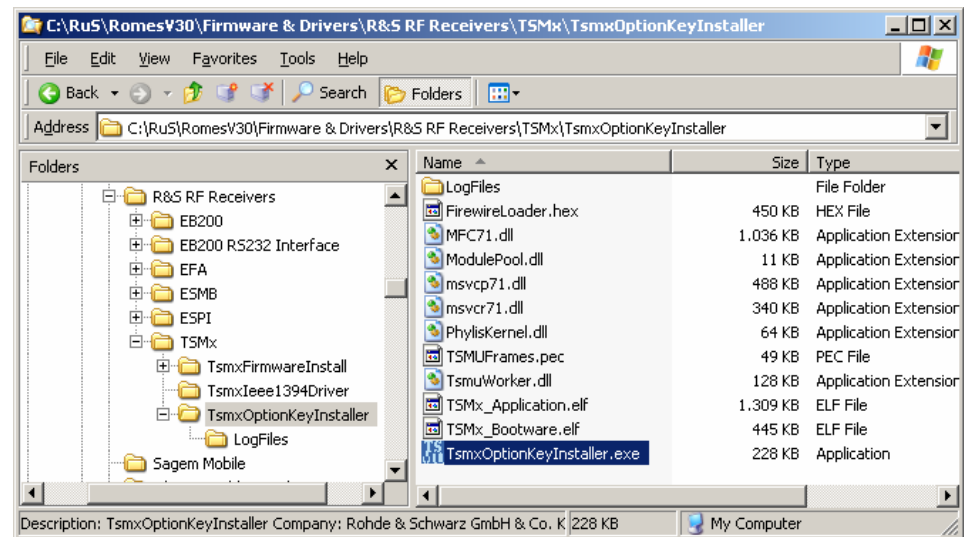 C:\RuS\RomesV30\Firmware & Drivers\R&S RF Receivers\TSMx\TsmxOptionKeyInstaller
File Edit View Favorites Tools Help
Back Search Folders
Address C:\RuS\RomesV30\Firmware & Drivers\R&S RF Receivers\TSMx\TsmxOptionKeyInstaller
Folders x
R&S RF Receivers
EB200
EB200 RS232 Interface
EFA
ESMB
ESPI
TSMx
TsmxFirmwareInstall
TsmxIeee1394Driver
TsmxOptionKeyInstaller
LogFiles
Sagem Mobile
Name Size Type
LogFiles File Folder
FirewireLoader.hex 450 KB HEX File
MFC71.dll 1.036 KB Application Extension
ModulePool.dll 11 KB Application Extension
msvcp71.dll 488 KB Application Extension
msvcr71.dll 340 KB Application Extension
PhylisKernel.dll 64 KB Application Extension
TSMUFrames.pec 49 KB PEC File
TsmuWorker.dll 128 KB Application Extension
TSMx_Application.elf 1.309 KB ELF File
TSMx_Bootware.elf 445 KB ELF File
TsmxOptionKeyInstaller.exe 228 KB Application
Description: TsmxOptionKeyInstaller Company: Rohde & Schwarz GmbH & Co. K 228 KB My Computer